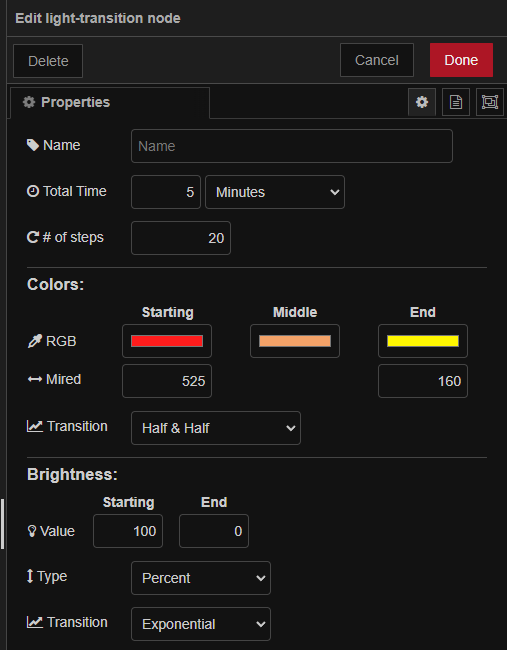 Edit light-transition node
Delete Cancel Done
Properties
Name Name
Total Time 5 Minutes
# of steps 20
Colors:
Starting Middle End
RGB
Mired 525 160
Transition Half & Half
Brightness:
Starting End
Value 100 0
Type Percent
Transition Exponential